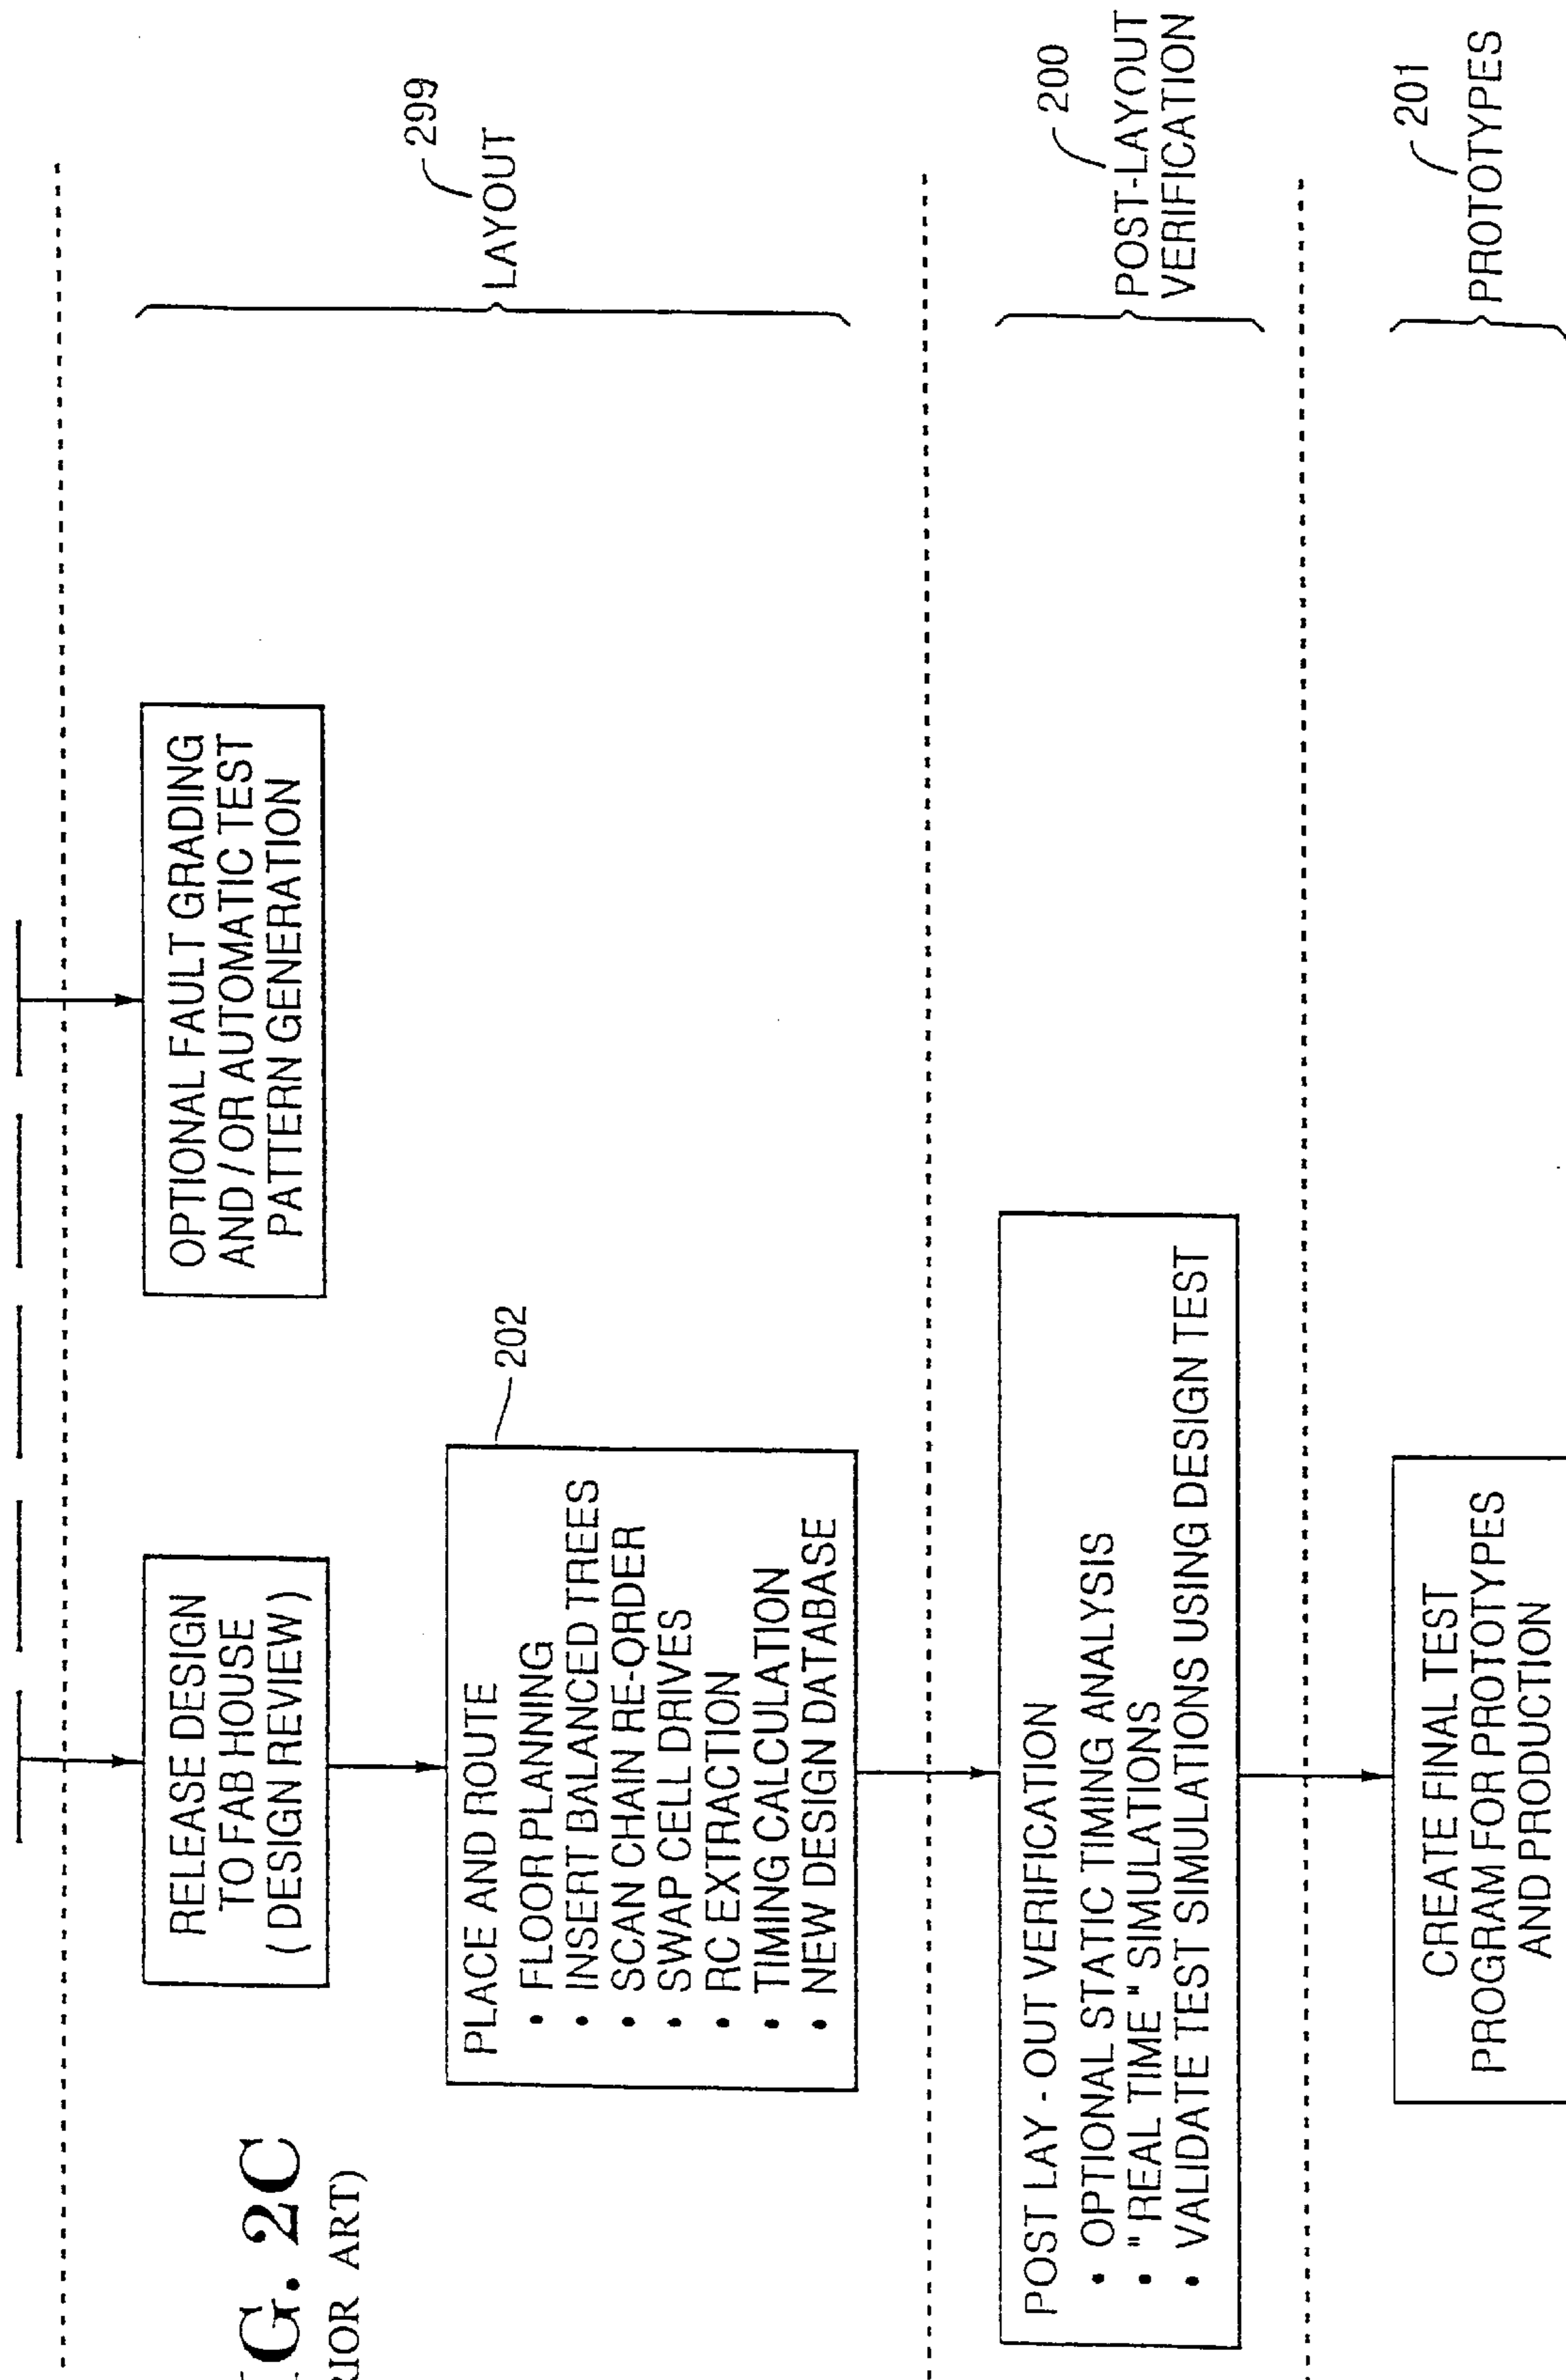 RELEASE DESIGN
TO FAB HOUSE
( DESIGN REVIEW )
OPTIONAL FAULT GRADING
AND / OR AUTOMATIC TEST
PATTERN GENERATION
299
LAYOUT
202
PLACE AND ROUTE
• FLOOR PLANNING
• INSERT BALANCED TREES
• SCAN CHAIN RE-ORDER
• SWAP CELL DRIVES
• RC EXTRACTION
• TIMING CALCULATION
• NEW DESIGN DATABASE
POST LAY - OUT VERIFICATION
• OPTIONAL STATIC TIMING ANALYSIS
• "REAL TIME" SIMULATIONS
• VALIDATE TEST SIMULATIONS USING DESIGN TEST
200
POST-LAYOUT
VERIFICATION
CREATE FINAL TEST
PROGRAM FOR PROTOTYPES
AND PRODUCTION
201
PROTOTYPES
G. 2C
RIOR ART)